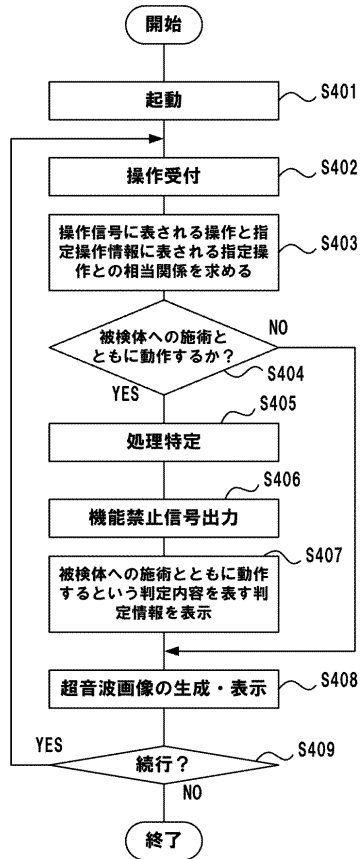 開始
起動
S401
操作受付
S402
操作信号に表される操作と指
定操作情報に表される指定操
作との相当関係を求める
S403
被検体への施術と
ともに動作するか？
NO
S404
YES
S405
処理特定
S406
機能禁止信号出力
S407
被検体への施術とともに動作
するという判定内容を表す判
定情報を表示
超音波画像の生成・表示
S408
YES
続行？
S409
NO
終了